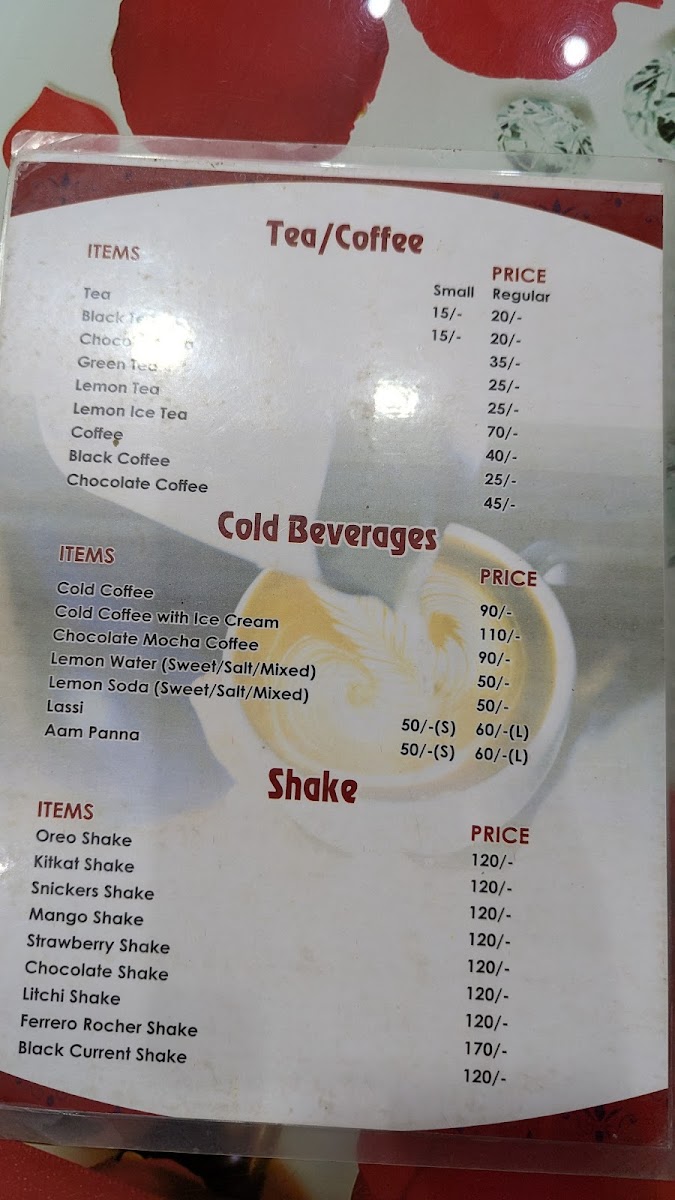 Tea/Coffee
ITEMS PRICE
Small Regular
Tea 15/- 20/-
Black 15/- 20/-
35/-
Green Tea 25/-
Lemon Tea 25/-
Lemon Ice Tea 70/-
Coffee 40/-
Black Coffee 25/-
Chocolate Coffee 45/-
Cold Beverages
ITEMS PRICE
Cold Coffee 90/-
Cold Coffee with Ice Cream 110/-
Chocolate Mocha Coffee 90/-
Lemon Water (Sweet/Salt/Mixed) 50/-
Lemon Soda (Sweet/Salt/Mixed) 50/-
Lassi 50/-(S) 60/-(L)
Aam Panna 50/-(S) 60/-(L)
Shake
ITEMS PRICE
Oreo Shake 120/-
Kitkat Shake 120/-
Snickers Shake 120/-
Mango Shake 120/-
Strawberry Shake 120/-
Chocolate Shake 120/-
Litchi Shake 120/-
Ferrero Rocher Shake 170/-
Black Current Shake 120/-